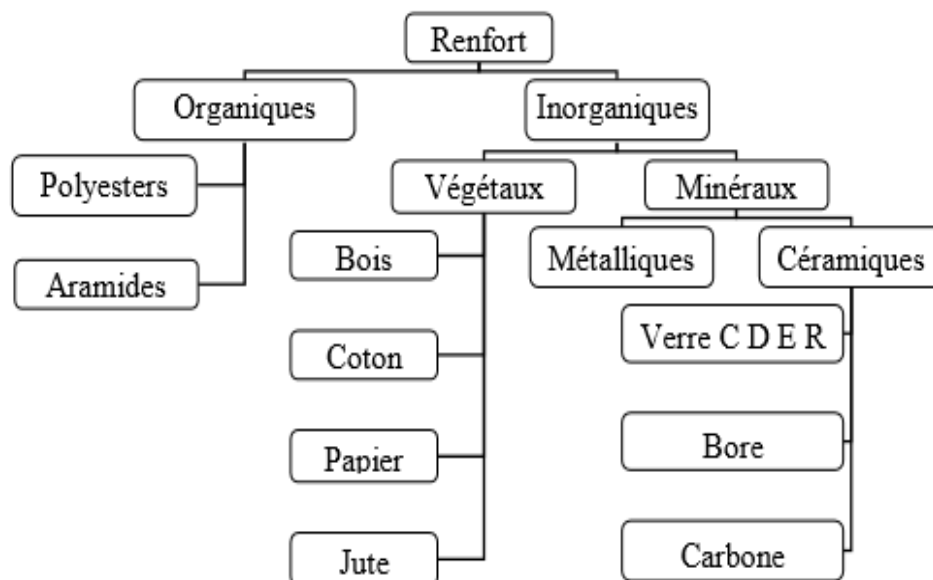 Renfort
Organiques
Inorganiques
Polyesters
Aramides
Végétaux
Minéraux
Bois
Coton
Papier
Jute
Métalliques
Céramiques
Verre C D E R
Bore
Carbone